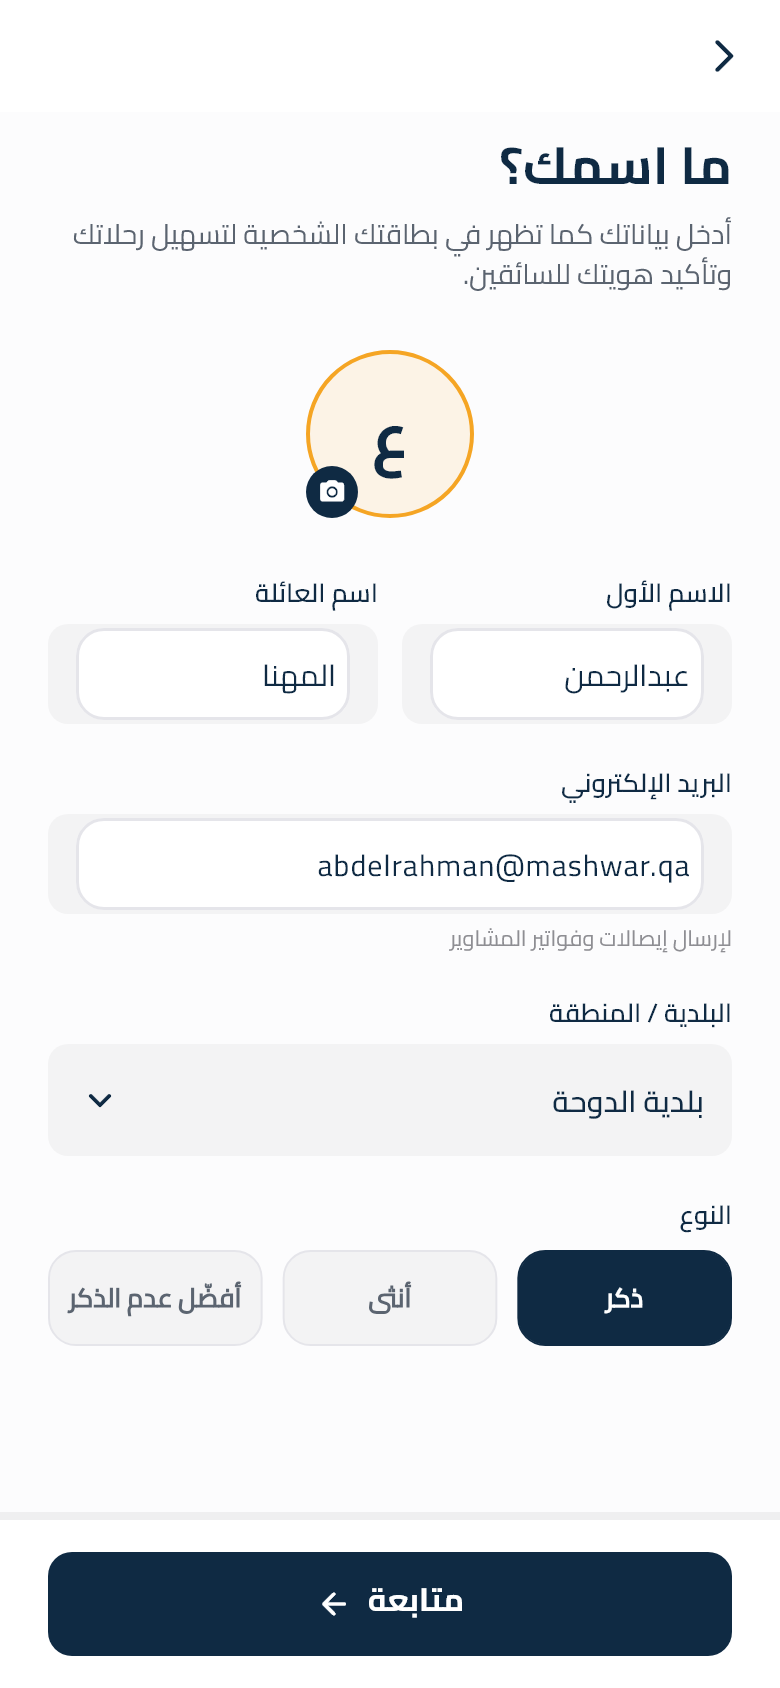 ما اسمك؟
أدخل بياناتك كما تظهر في بطاقتك الشخصية لتسهيل رحلاتك
وتأكيد هويتك للسائقين.
ع
الاسم الأول
اسم العائلة
عبدالرحمن
المهنا
البريد الإلكتروني
abdelrahman@mashwar.qa
لإرسال إيصالات وفواتير المشاوير
البلدية / المنطقة
بلدية الدوحة
النوع
ذكر
أنثى
أفضّل عدم الذكر
متابعة